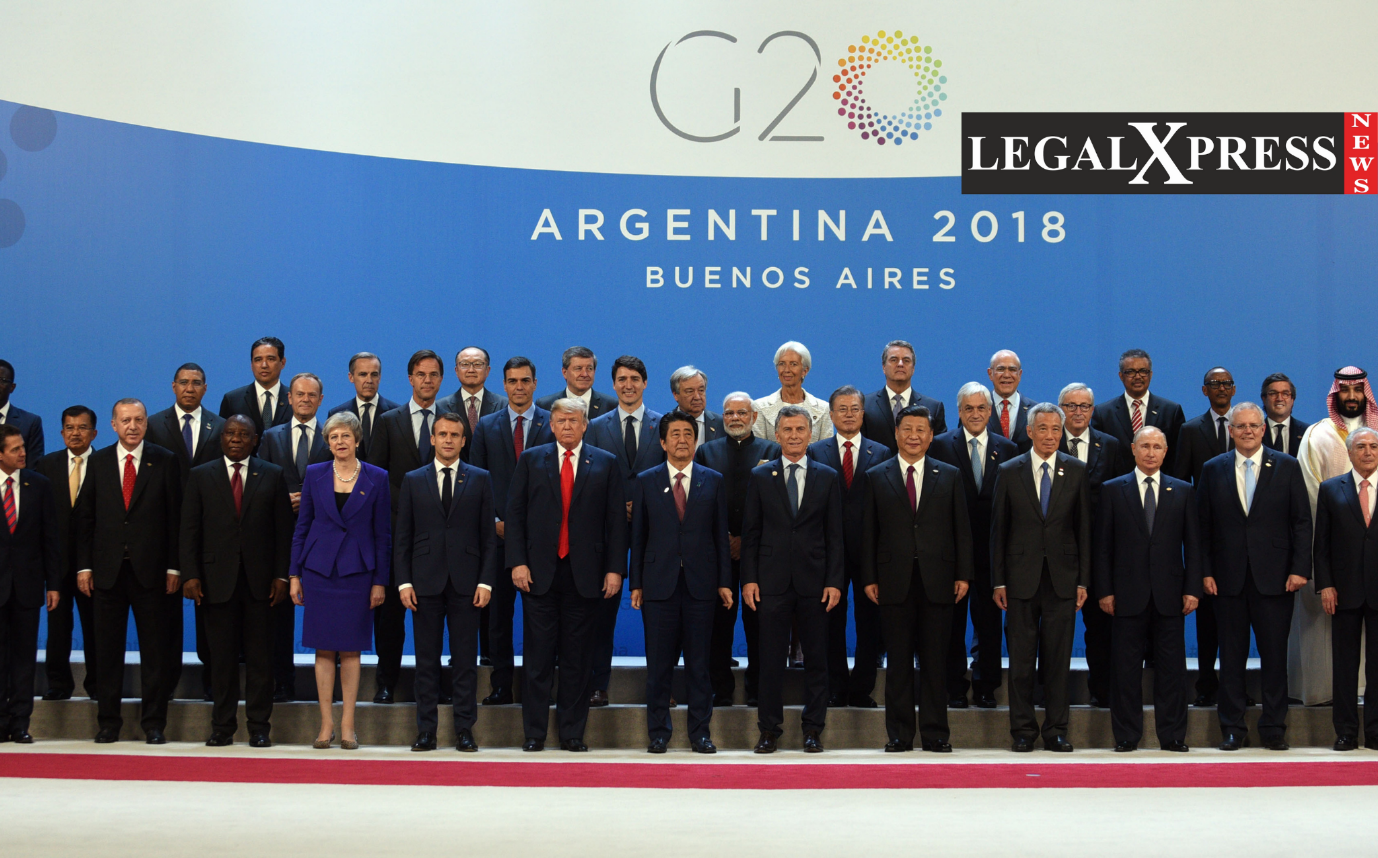 G20
LEGALXPRESS
NEWS
ARGENTINA 2018
BUENOS AIRES